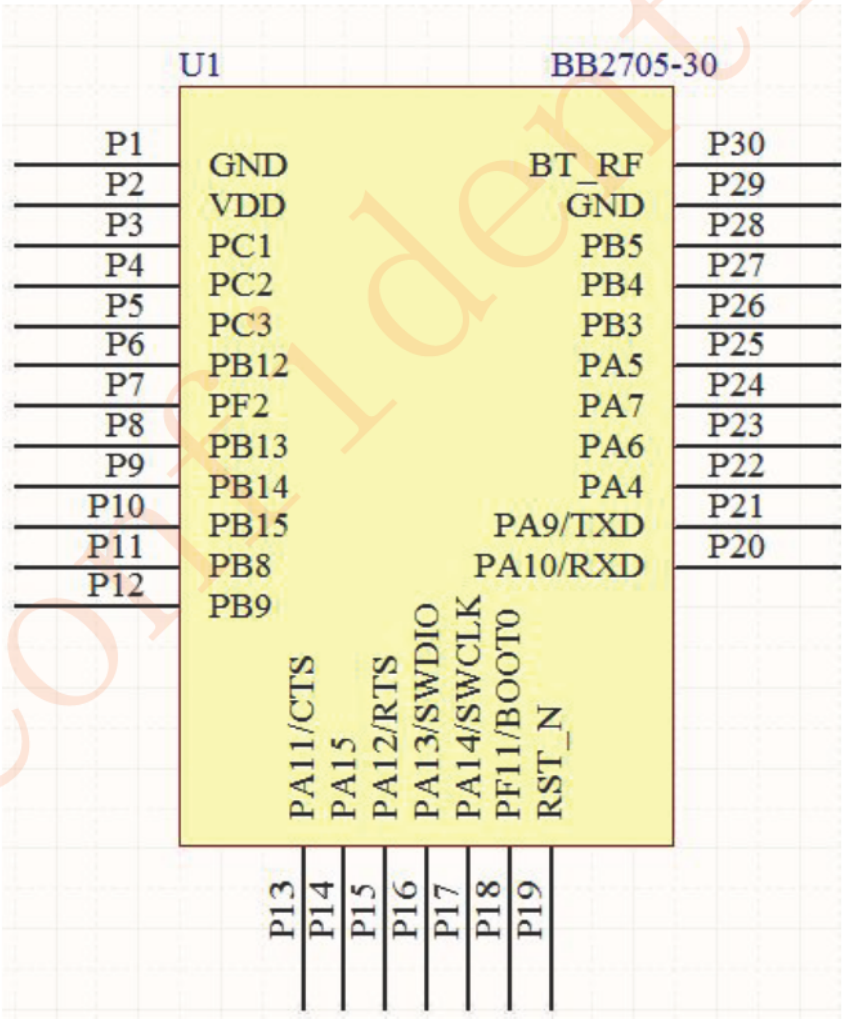 U1 BB2705-30
P1 GND BT_RF P30
P2 VDD GND P29
P3 PC1 PB5 P28
P4 PC2 PB4 P27
P5 PC3 PB3 P26
P6 PB12 PA5 P25
P7 PF2 PA7 P24
P8 PB13 PA6 P23
P9 PB14 PA4 P22
P10 PB15 PA9/TXD P21
P11 PB8 PA10/RXD P20
P12 PB9
PA11/CTS
PA15
PA12/RTS
PA13/SWDIO
PA14/SWCLK
PF11/BOOT0
RST_N
P13
P14
P15
P16
P17
P18
P19
Confident